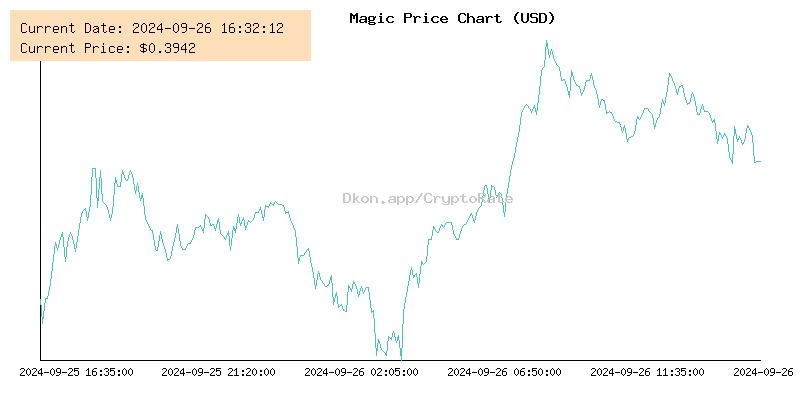 Magic Price Chart (USD)
Current Date: 2024-09-26 16:32:12
Current Price: $0.3942
Dkon.app/CryptoRate
2024-09-25 16:35:00 2024-09-25 21:20:00 2024-09-26 02:05:00 2024-09-26 06:50:00 2024-09-26 11:35:00 2024-09-26